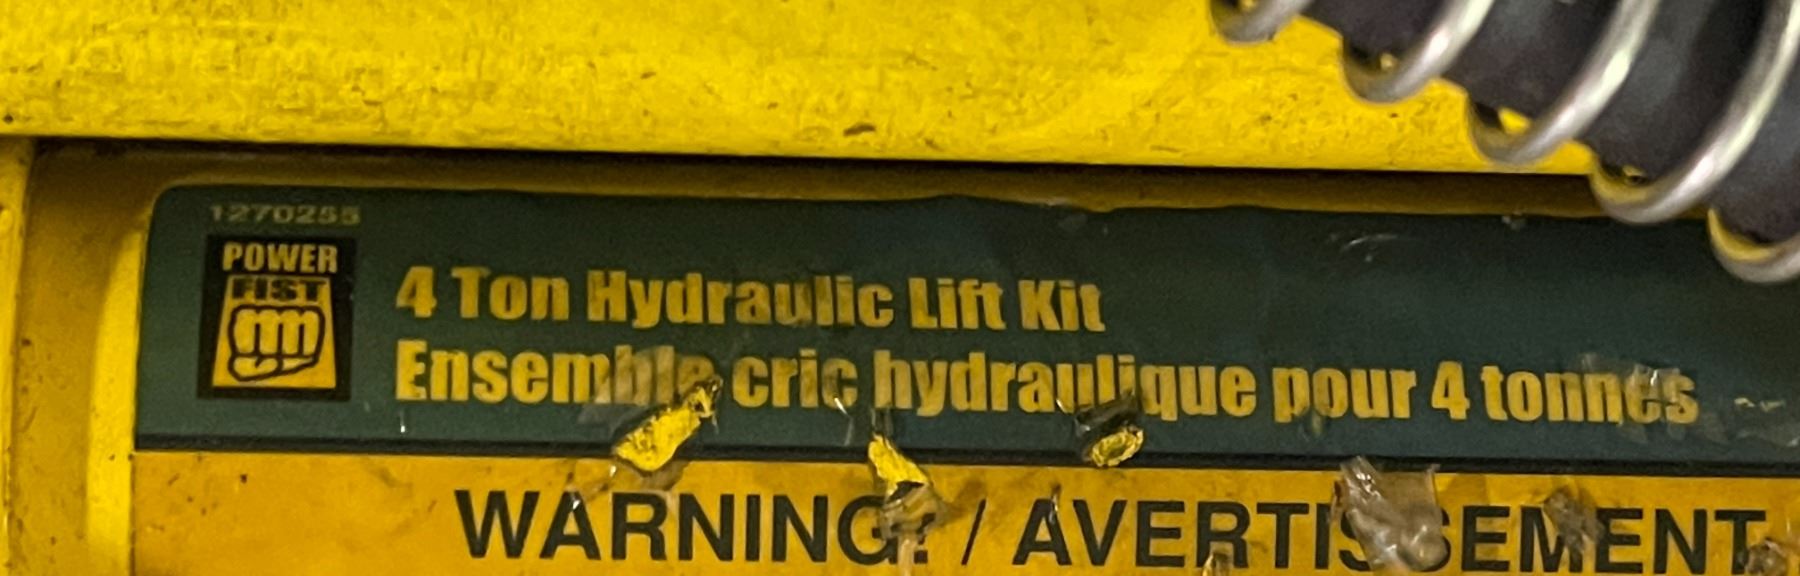 1270255
POWER
FIST
4 Ton Hydraulic Lift Kit
Ensemble cric hydraulique pour 4 tonnes
WARNING! / AVERTISSEMENT